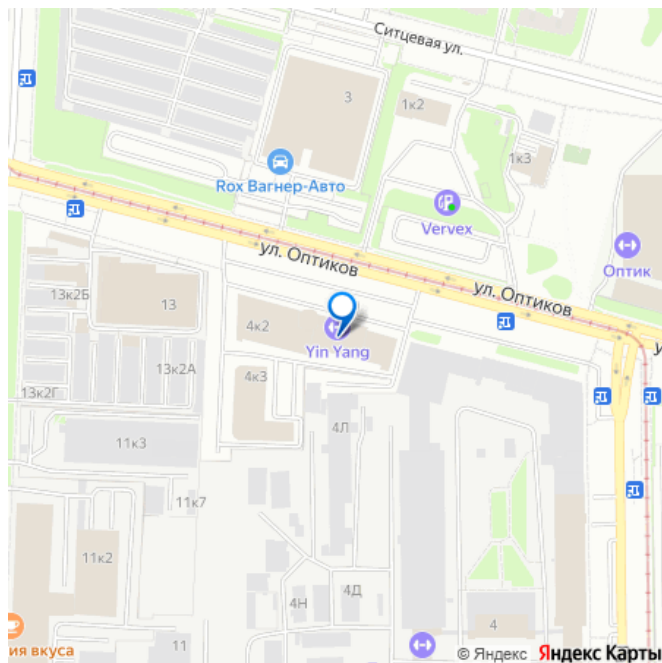 Ситцевая ул.
3
1к2
1к3
Rox Вагнер-Авто
Vervex
ул. Оптиков
ул. Оптиков
Оптик
13к2Б
13
4к2
Yin Yang
13к2А
4к3
13к2Г
11к3
4Л
11к7
11к2
4Н
4Д
4
11
ия вкуса
© Яндекс Яндекс Карты